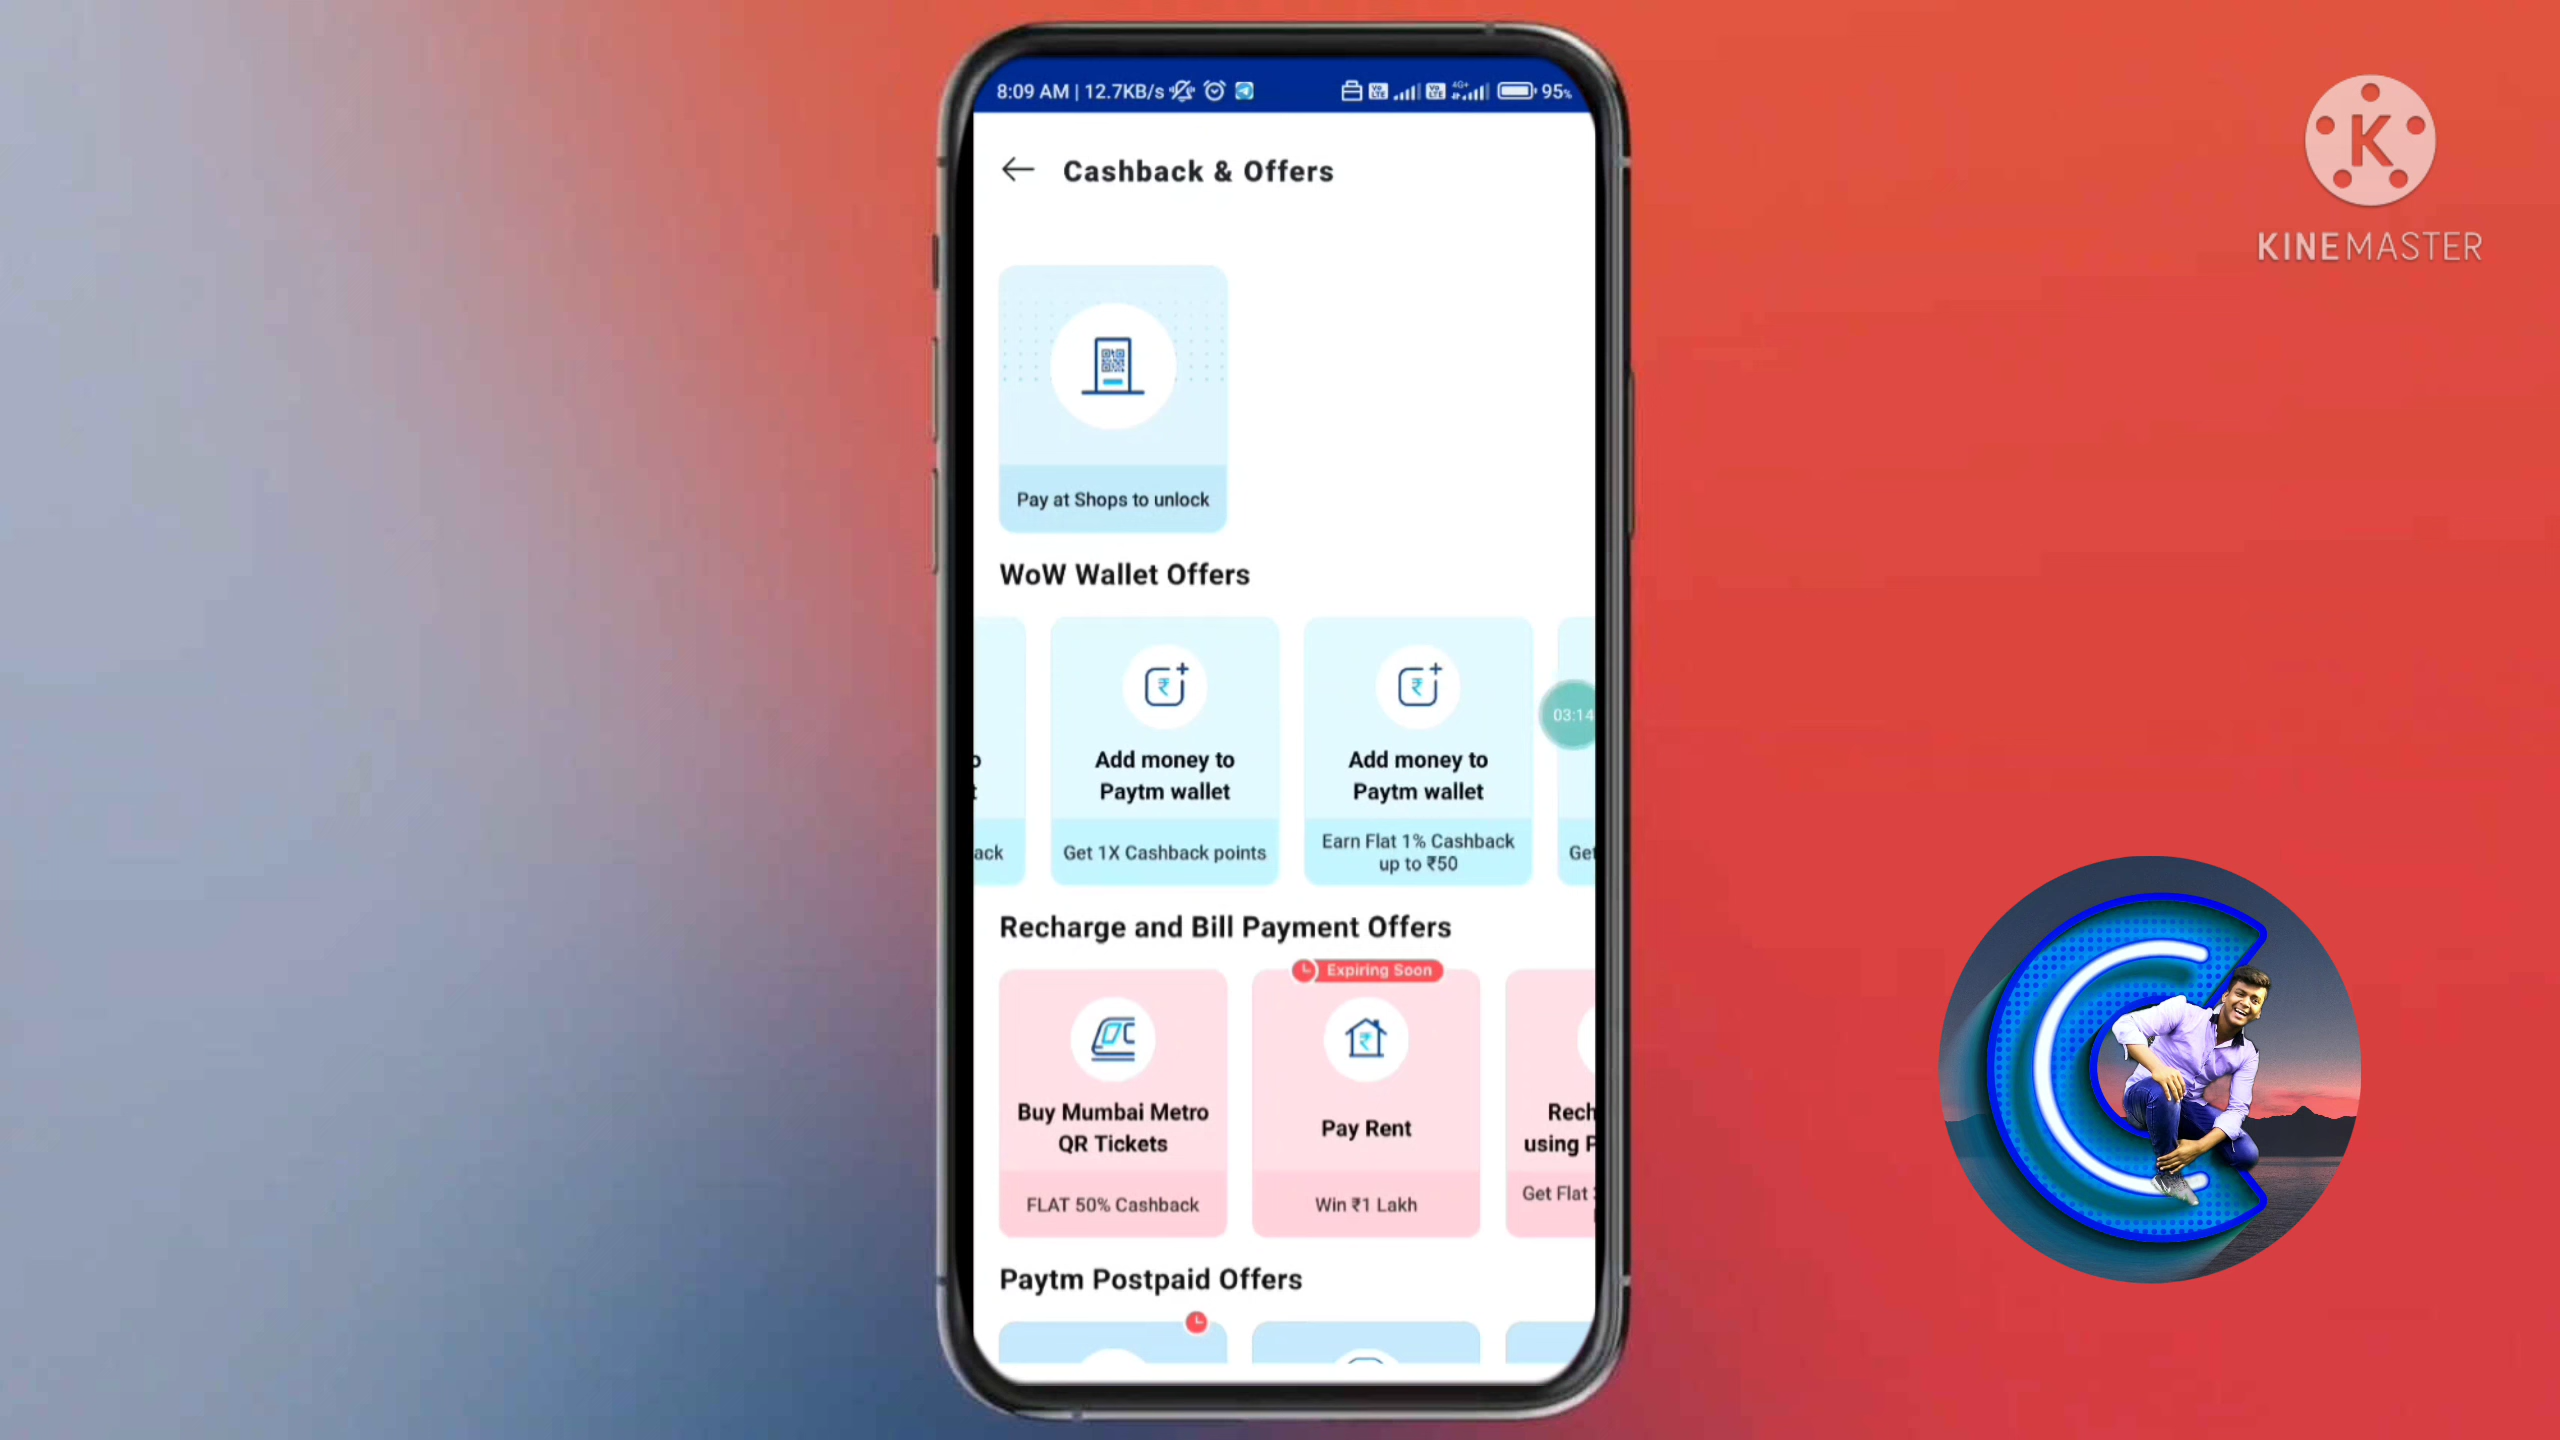 8:09 AM | 12.7KB/s
95%
Cashback & Offers
Pay at Shops to unlock
WoW Wallet Offers
Add money to
Paytm wallet
Get 1X Cashback points
Add money to
Paytm wallet
Earn Flat 1% Cashback
up to ₹50
03:14
ack
Get
Recharge and Bill Payment Offers
Expiring Soon
Buy Mumbai Metro
QR Tickets
FLAT 50% Cashback
Pay Rent
Win ₹1 Lakh
Rech
using P
Get Flat
Paytm Postpaid Offers
K
KINEMASTER